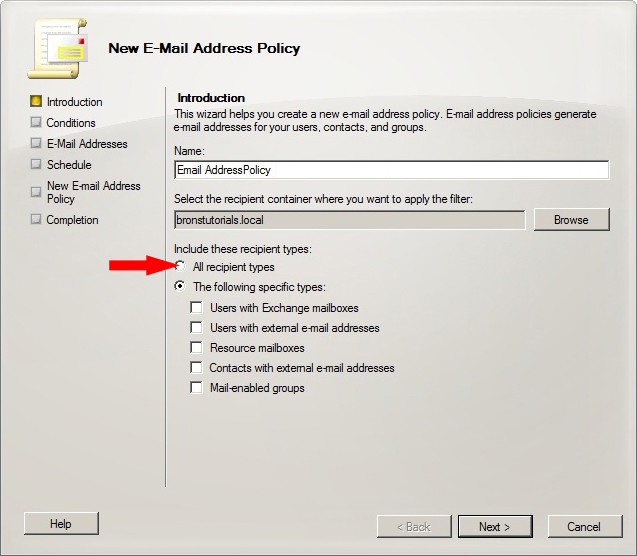 New E-Mail Address Policy
Introduction
Conditions
E-Mail Addresses
Schedule
New E-mail Address
Policy
Completion
Introduction
This wizard helps you create a new e-mail address policy. E-mail address policies generate
e-mail addresses for your users, contacts, and groups.
Name:
Email AddressPolicy
Select the recipient container where you want to apply the filter:
bronstutorials.local
Browse
Include these recipient types:
All recipient types
The following specific types:
Users with Exchange mailboxes
Users with external e-mail addresses
Resource mailboxes
Contacts with external e-mail addresses
Mail-enabled groups
Help
< Back
Next >
Cancel